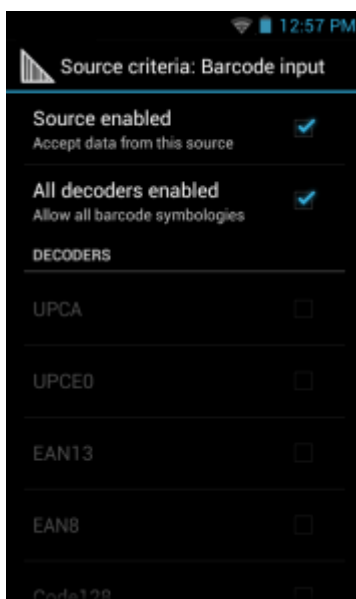 12:57 PM
Source criteria: Barcode input
Source enabled
Accept data from this source
All decoders enabled
Allow all barcode symbologies
DECODERS
UPCA
UPCE0
EAN13
EAN8
Code128